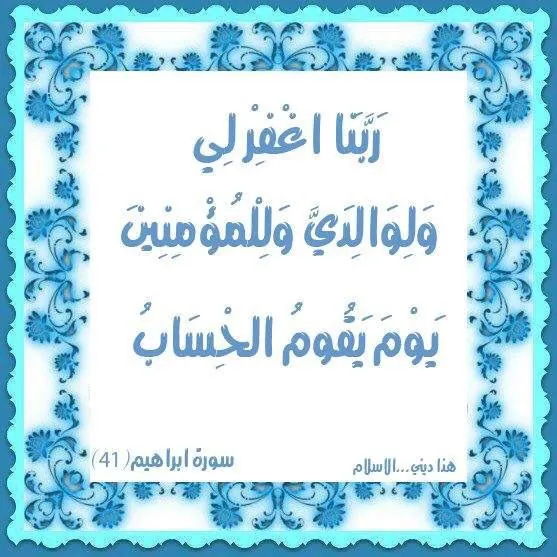 رَبَّنَا اغْفِرْ لِي
وَلِوَالِدَيَّ وَلِلْمُؤْمِنِينَ
يَوْمَ يَقُومُ الْحِسَابُ
سورة ابراهيم (41)
هذا ديني...الاسلام